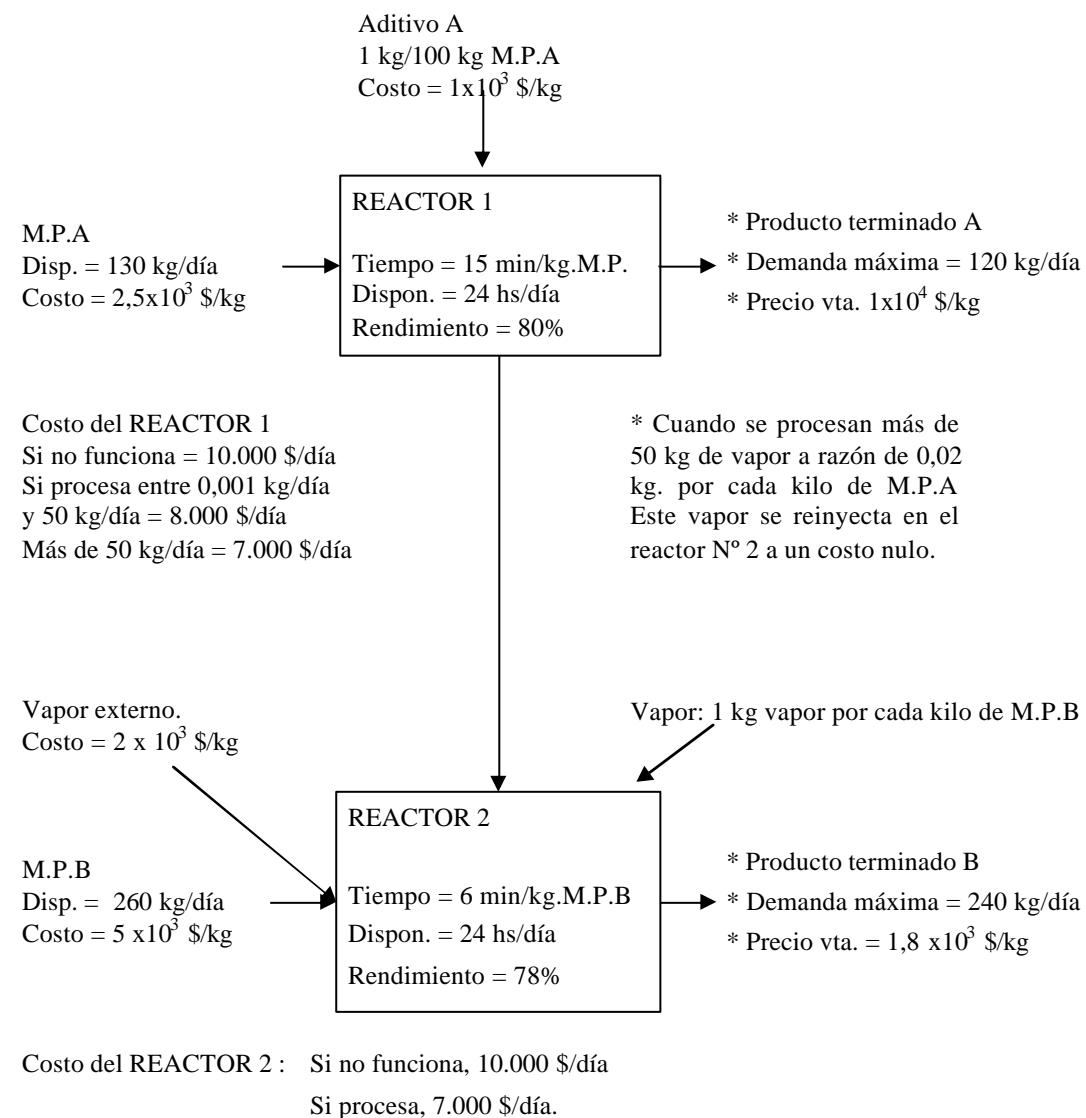 Aditivo A
1 kg/100 kg M.P.A
Costo = 1x10³ $/kg
REACTOR 1
Tiempo = 15 min/kg.M.P.
Dispon. = 24 hs/día
Rendimiento = 80%
M.P.A
Disp. = 130 kg/día
Costo = 2,5x10³ $/kg
* Producto terminado A
* Demanda máxima = 120 kg/día
* Precio vta. 1x10⁴ $/kg
Costo del REACTOR 1
Si no funciona = 10.000 $/día
Si procesa entre 0,001 kg/día
y 50 kg/día = 8.000 $/día
Más de 50 kg/día = 7.000 $/día
* Cuando se procesan más de
50 kg de vapor a razón de 0,02
kg. por cada kilo de M.P.A
Este vapor se reinyecta en el
reactor Nº 2 a un costo nulo.
Vapor externo.
Costo = 2 x 10³ $/kg
Vapor: 1 kg vapor por cada kilo de M.P.B
REACTOR 2
Tiempo = 6 min/kg.M.P.B
Dispon. = 24 hs/día
Rendimiento = 78%
M.P.B
Disp. = 260 kg/día
Costo = 5 x10³ $/kg
* Producto terminado B
* Demanda máxima = 240 kg/día
* Precio vta. = 1,8 x10³ $/kg
Costo del REACTOR 2 : Si no funciona, 10.000 $/día
Si procesa, 7.000 $/día.